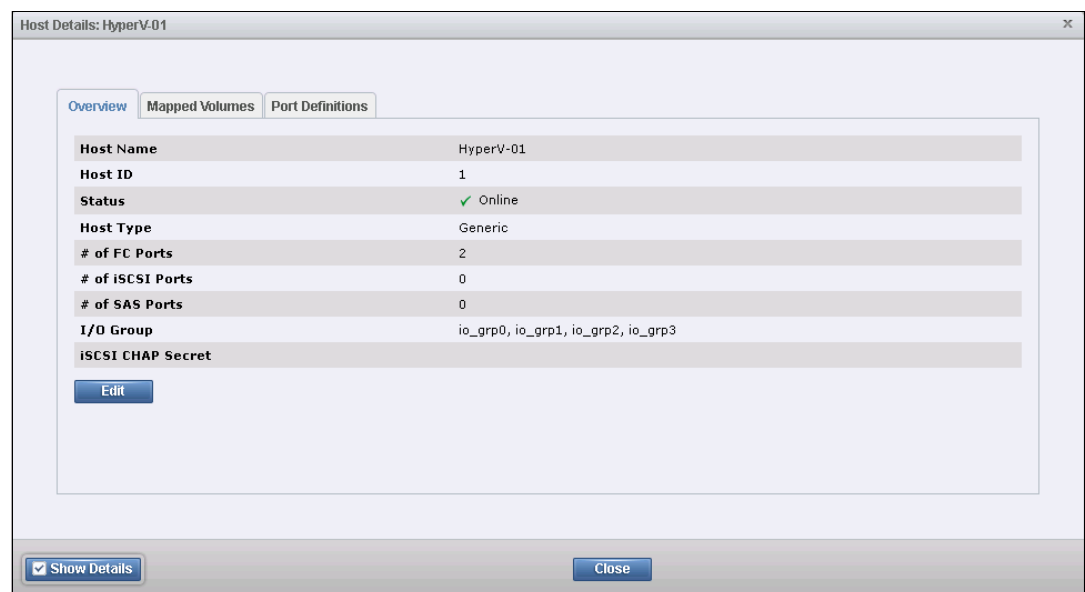 Host Details: HyperV-01 x
Overview Mapped Volumes Port Definitions
Host Name HyperV-01
Host ID 1
Status Online
Host Type Generic
# of FC Ports 2
# of iSCSI Ports 0
# of SAS Ports 0
I/O Group io_grp0, io_grp1, io_grp2, io_grp3
iSCSI CHAP Secret
Edit
Show Details Close